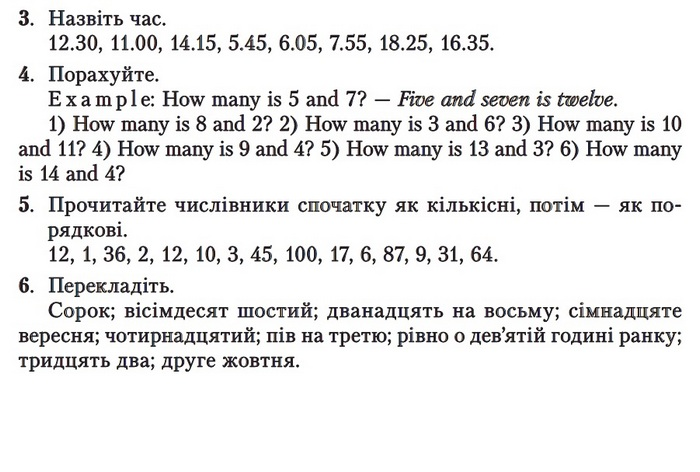 3. Назвіть час.
12.30, 11.00, 14.15, 5.45, 6.05, 7.55, 18.25, 16.35.
4. Порахуйте.
Example: How many is 5 and 7? — Five and seven is twelve.
1) How many is 8 and 2? 2) How many is 3 and 6? 3) How many is 10
and 11? 4) How many is 9 and 4? 5) How many is 13 and 3? 6) How many
is 14 and 4?
5. Прочитайте числівники спочатку як кількісні, потім — як по-
рядкові.
12, 1, 36, 2, 12, 10, 3, 45, 100, 17, 6, 87, 9, 31, 64.
6. Перекладіть.
Сорок; вісімдесят шостий; дванадцять на восьму; сімнадцяте
вересня; чотирнадцятий; пів на третю; рівно о дев’ятій годині ранку;
тридцять два; друге жовтня.